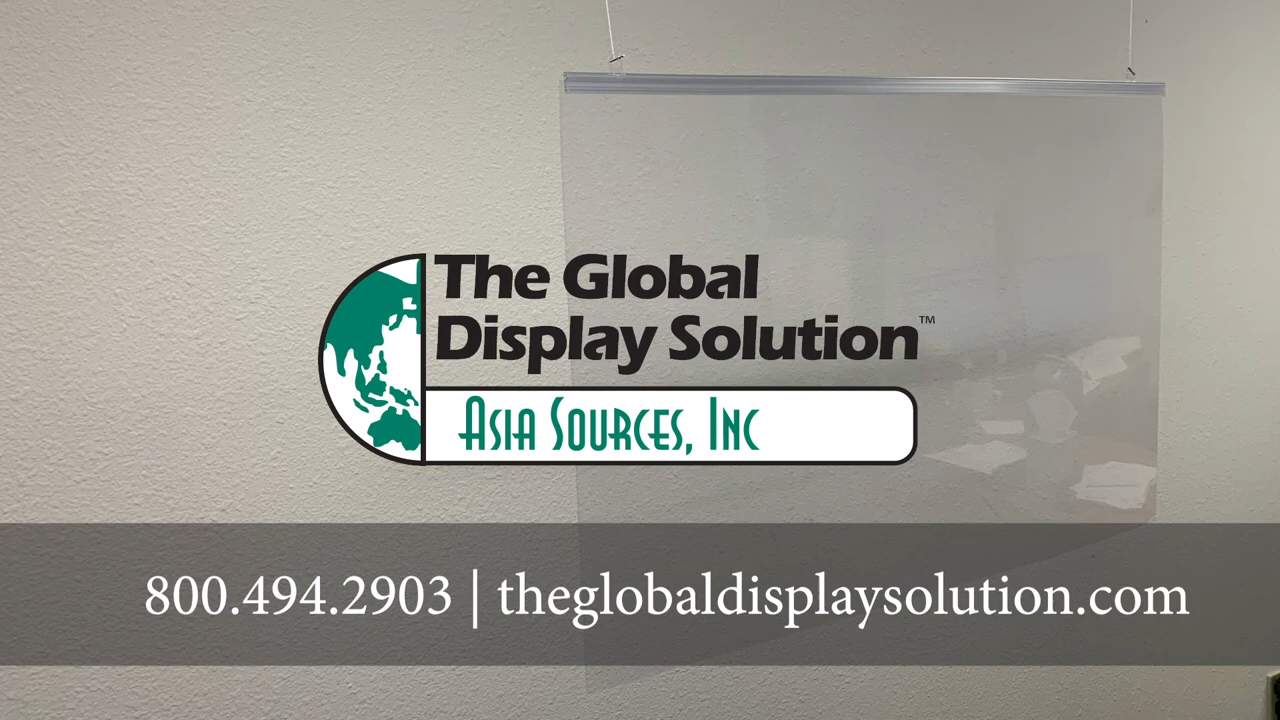 The Global
Display Solution™
Asia Sources, Inc
800.494.2903 | theglobaldisplaysolution.com